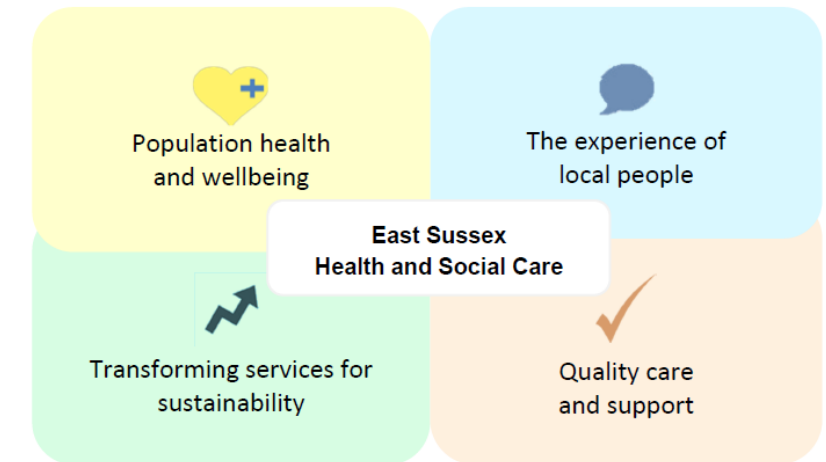 Population health
and wellbeing
The experience of
local people
East Sussex
Health and Social Care
Transforming services for
sustainability
Quality care
and support